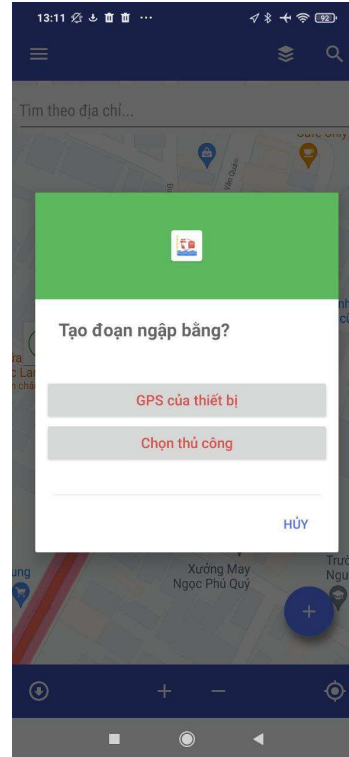 13:11
92
Tìm theo địa chỉ...
Tạo đoạn ngập bằng?
GPS của thiết bị
Chọn thủ công
HỦY
Xưởng May
Ngọc Phú Quý